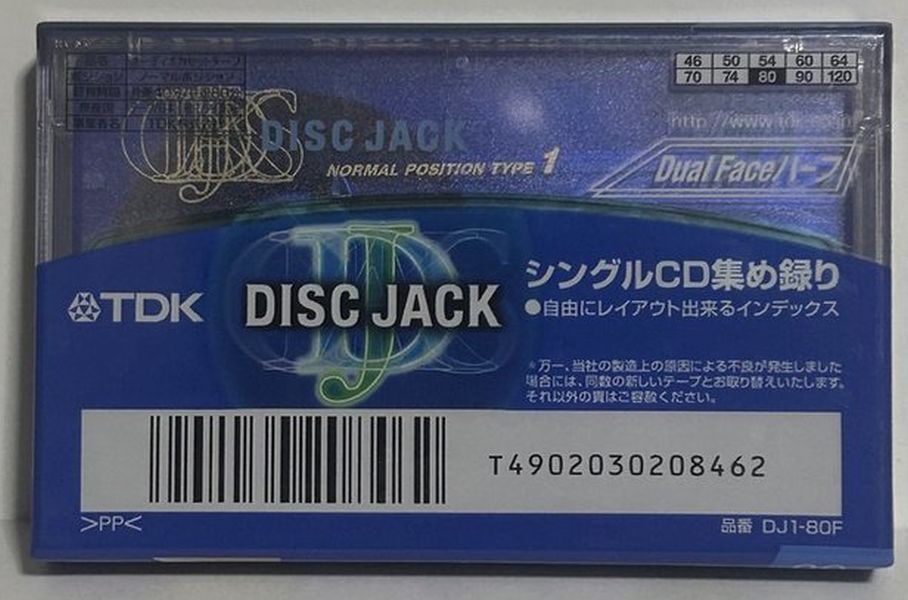 46 50 54 60 64
70 74 80 90 120
DISC JACK
NORMAL POSITION TYPE 1
Dual Face/ハーフ
TDK
DISC JACK
シングルCD集め録り
●自由にレイアウト出来るインデックス
*万一、当社の製造上の原因による不良が発生しました
場合には、同数の新しいテープとお取り替えいたします。
それ以外の責はご容赦ください。
T4902030208462
>PP<
品番 DJ1-80F